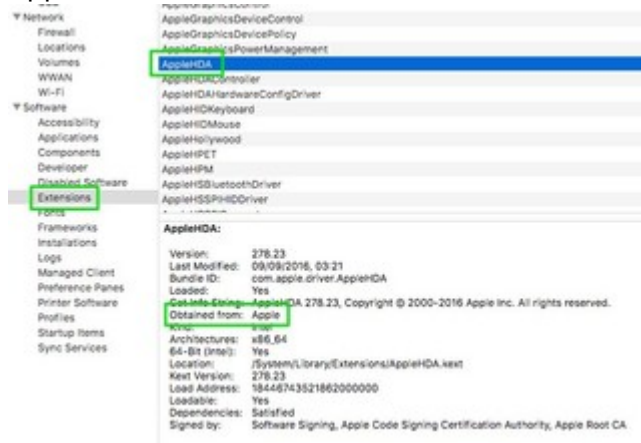 Network
Firewall
Locations
Volumes
WWAN
Wi-Fi
Software
Accessibility
Applications
Components
Developer
Disabled Software
Extensions
Fonts
Frameworks
Installations
Logs
Managed Client
Preference Panes
Printer Software
Profiles
Startup Items
Sync Services
AppleGraphicsControl
AppleGraphicsDeviceControl
AppleGraphicsDevicePolicy
AppleGraphicsPowerManagement
AppleHDA
AppleHDAController
AppleHDAHardwareConfigDriver
AppleHIDKeyboard
AppleHIDMouse
AppleHollywood
AppleHPET
AppleHPM
AppleHSBluetoothDriver
AppleHSSPIHIDDriver
AppleHDA:
Version: 278.23
Last Modified: 09/09/2016, 03:21
Bundle ID: com.apple.driver.AppleHDA
Loaded: Yes
Get Info String: AppleHDA 278.23, Copyright © 2000-2016 Apple Inc. All rights reserved.
Obtained from: Apple
Kind: Intel
Architectures: x86_64
64-Bit (Intel): Yes
Location: /System/Library/Extensions/AppleHDA.kext
Kext Version: 278.23
Load Address: 18446743521862000000
Loadable: Yes
Dependencies: Satisfied
Signed by: Software Signing, Apple Code Signing Certification Authority, Apple Root CA